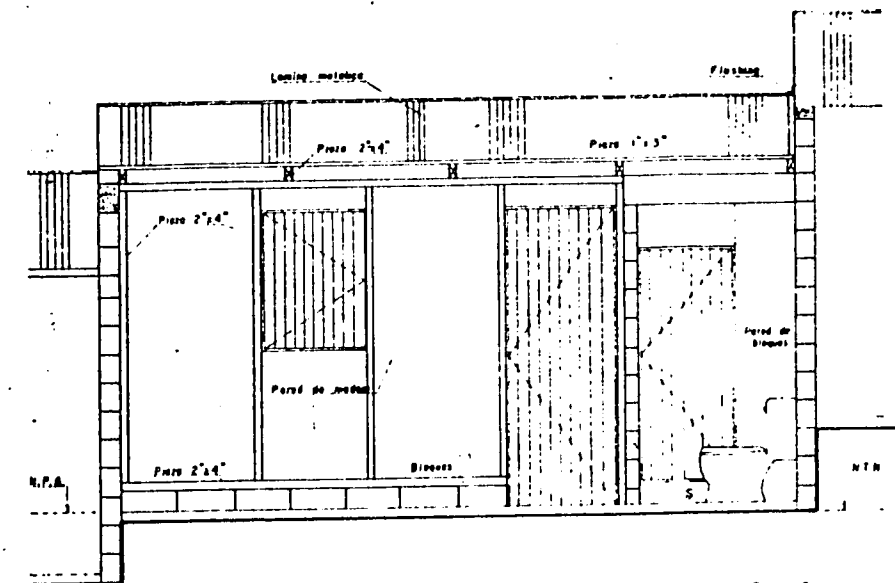 Lamina metalica
Flashing
Pieza 2"x4"
Pieza 1"x3"
Pieza 2"x4"
Pared de
bloques
Pared de madera
Pieza 2"x4"
Bloques
N.P.A.
NTN
S